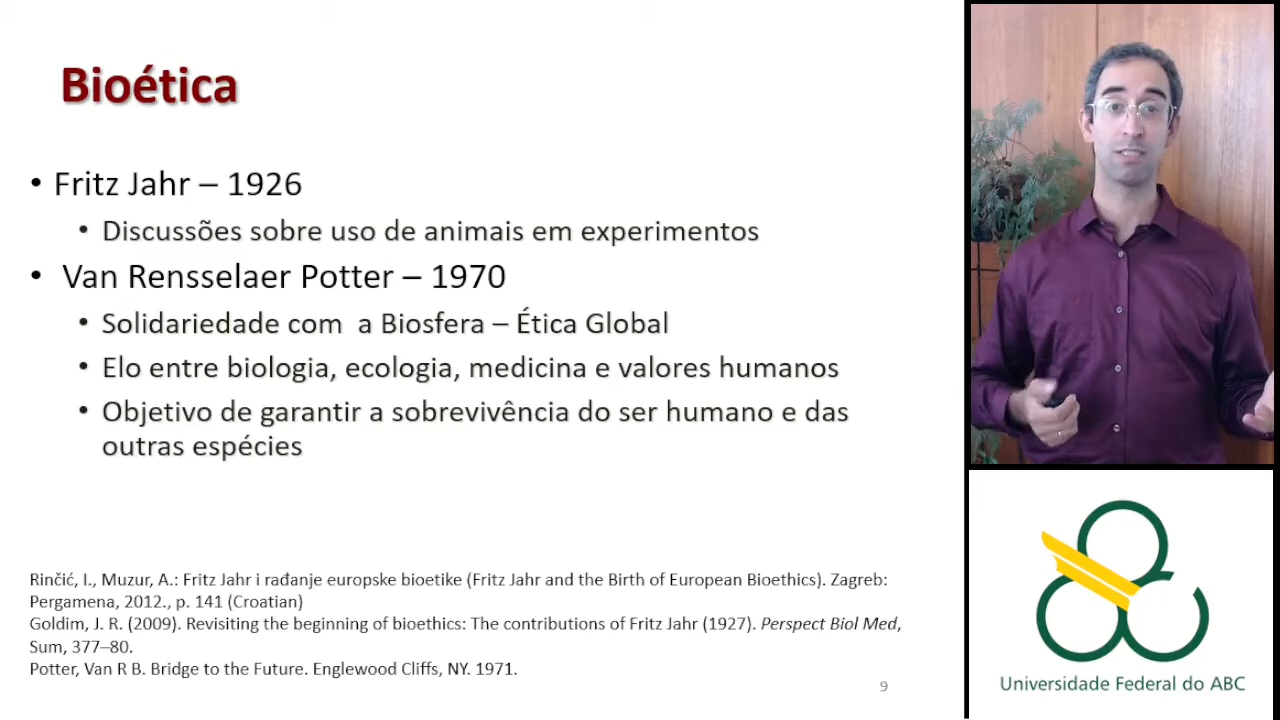 Bioética
• Fritz Jahr – 1926
• Discussões sobre uso de animais em experimentos
• Van Rensselaer Potter – 1970
• Solidariedade com a Biosfera – Ética Global
• Elo entre biologia, ecologia, medicina e valores humanos
• Objetivo de garantir a sobrevivência do ser humano e das
outras espécies
Rinčić, I., Muzur, A.: Fritz Jahr i rađanje europske bioetike (Fritz Jahr and the Birth of European Bioethics). Zagreb:
Pergamena, 2012., p. 141 (Croatian)
Goldim, J. R. (2009). Revisiting the beginning of bioethics: The contributions of Fritz Jahr (1927). Perspect Biol Med,
Sum, 377–80.
Potter, Van R B. Bridge to the Future. Englewood Cliffs, NY. 1971.
9
Universidade Federal do ABC